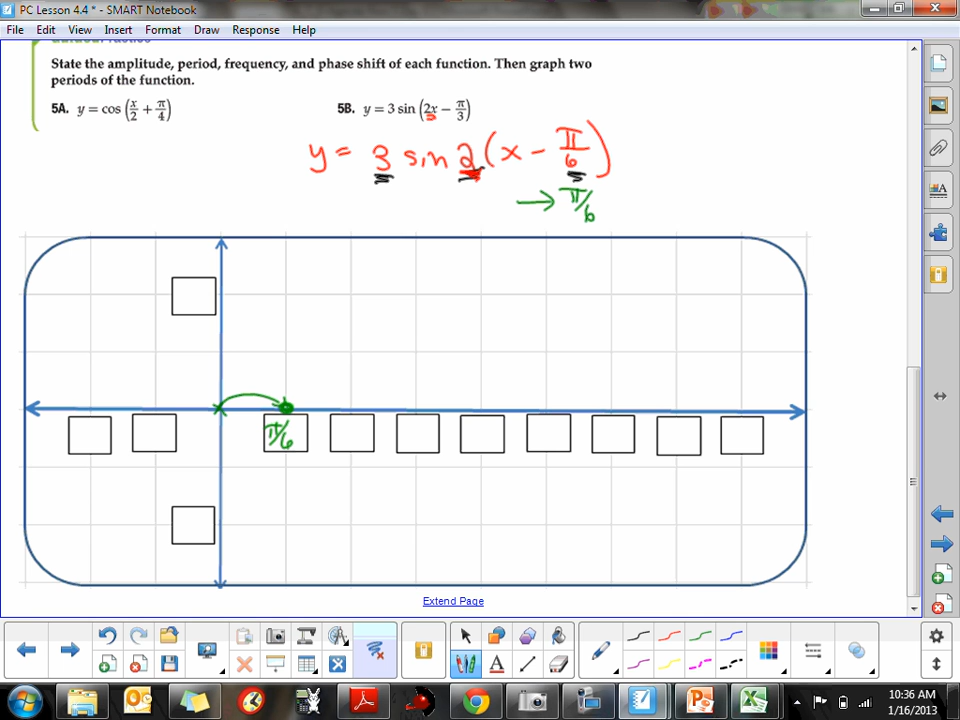 PC Lesson 4.4 * - SMART Notebook
File Edit View Insert Format Draw Response Help
State the amplitude, period, frequency, and phase shift of each function. Then graph two
periods of the function.
5A. y = cos (x/2 + π/4)
5B. y = 3 sin (2x − π/3)
y = 3 sin 2(x − π/6)
→ π/6
π/6
Extend Page
10:36 AM
1/16/2013